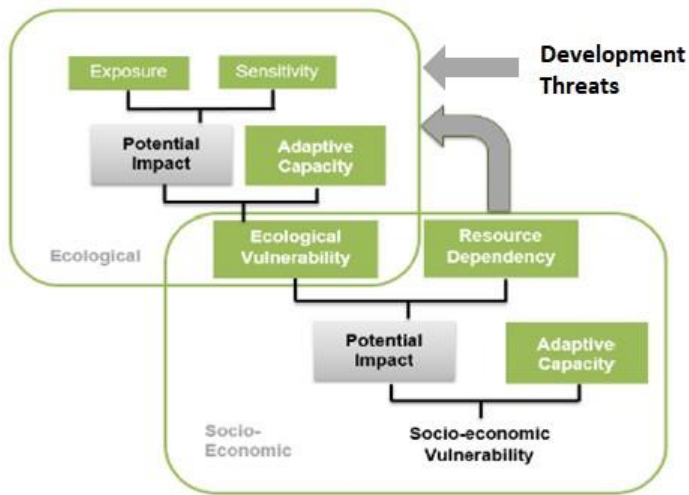 Exposure
Sensitivity
Development
Threats
Potential
Impact
Adaptive
Capacity
Ecological
Ecological
Vulnerability
Resource
Dependency
Potential
Impact
Adaptive
Capacity
Socio-
Economic
Socio-economic
Vulnerability